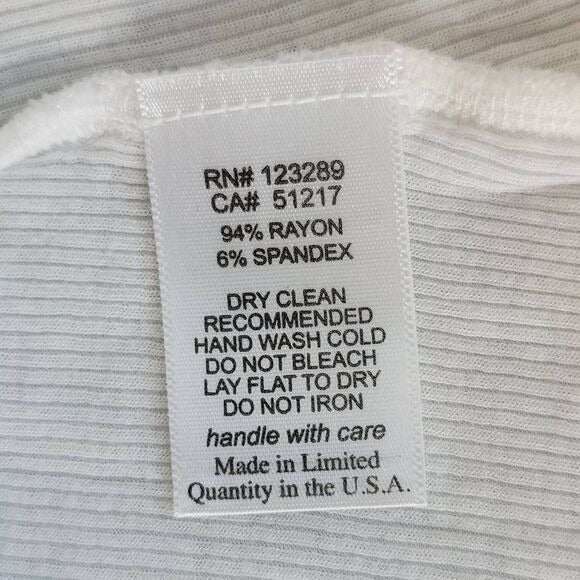 RN# 123289
CA# 51217
94% RAYON
6% SPANDEX
DRY CLEAN
RECOMMENDED
HAND WASH COLD
DO NOT BLEACH
LAY FLAT TO DRY
DO NOT IRON
handle with care
Made in Limited
Quantity in the U.S.A.